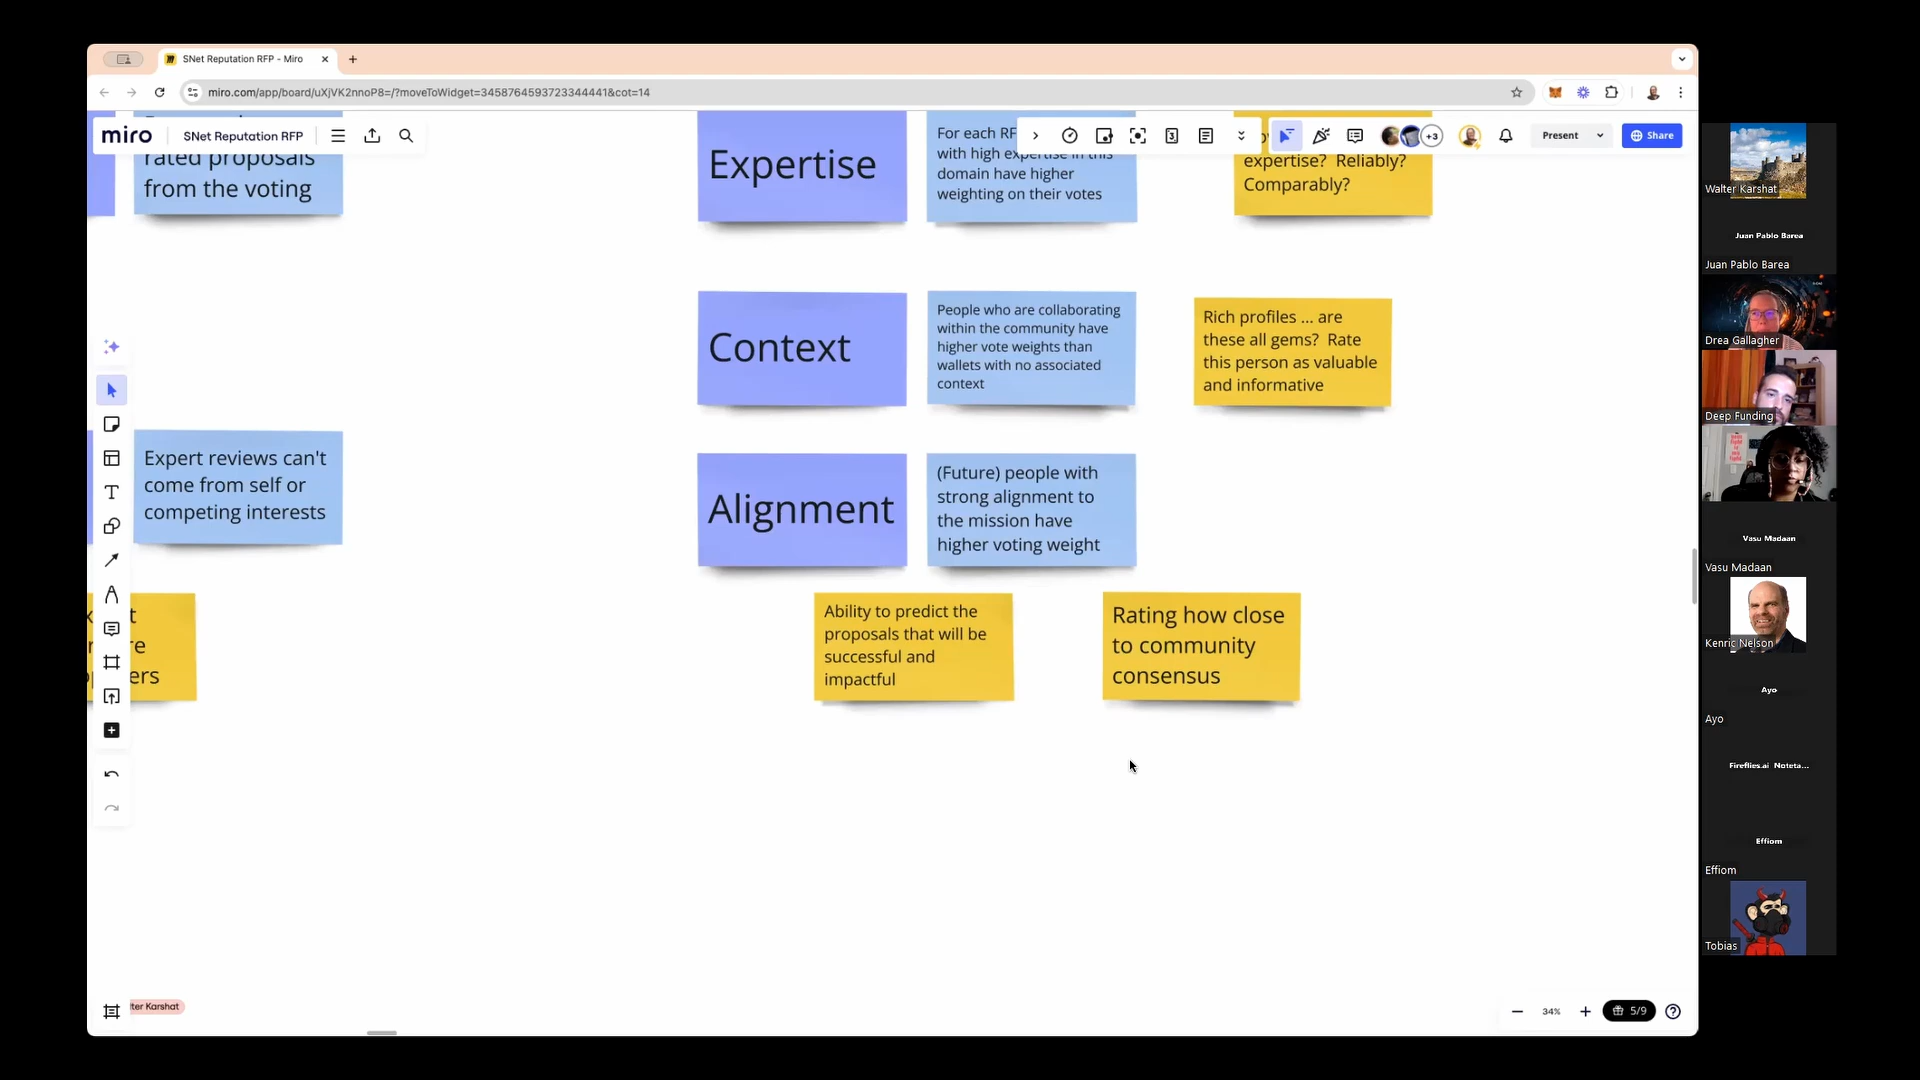 SNet Reputation RFP - Miro
miro.com/app/board/uXjVK2nnoP8=/?moveToWidget=3458764593723344441&cot=14
miro
SNet Reputation RFP
+3
Present
Share
rated proposals
from the voting
Expertise
For each RF
with high expertise in this
domain have higher
weighting on their votes
expertise? Reliably?
Comparably?
Context
People who are collaborating
within the community have
higher vote weights than
wallets with no associated
context
Rich profiles ... are
these all gems? Rate
this person as valuable
and informative
Expert reviews can't
come from self or
competing interests
Alignment
(Future) people with
strong alignment to
the mission have
higher voting weight
Ability to predict the
proposals that will be
successful and
impactful
Rating how close
to community
consensus
lter Karshat
34%
5/9
Walter Karshat
Juan Pablo Barea
Juan Pablo Barea
Drea Gallagher
Deep Funding
Vasu Madaan
Vasu Madaan
Kenric Nelson
Ayo
Ayo
Fireflies.ai Noteta...
Effiom
Effiom
Tobias